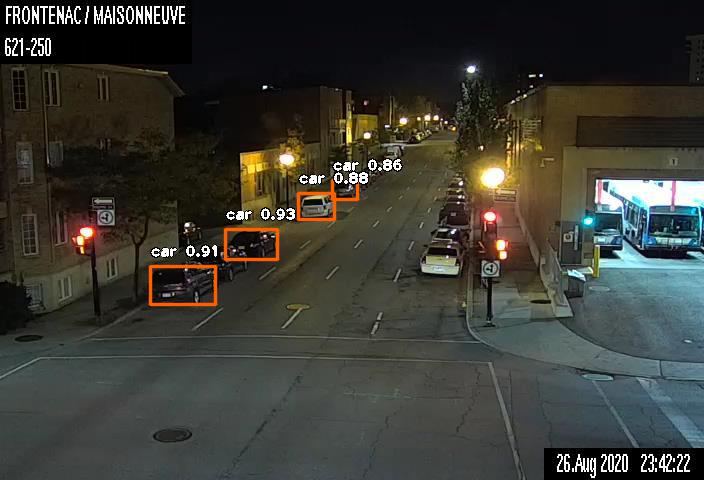 FRONTENAC / MAISONNEUVE
621-250
car 0.86
car 0.88
car 0.93
car 0.91
26.Aug 2020 23:42:22